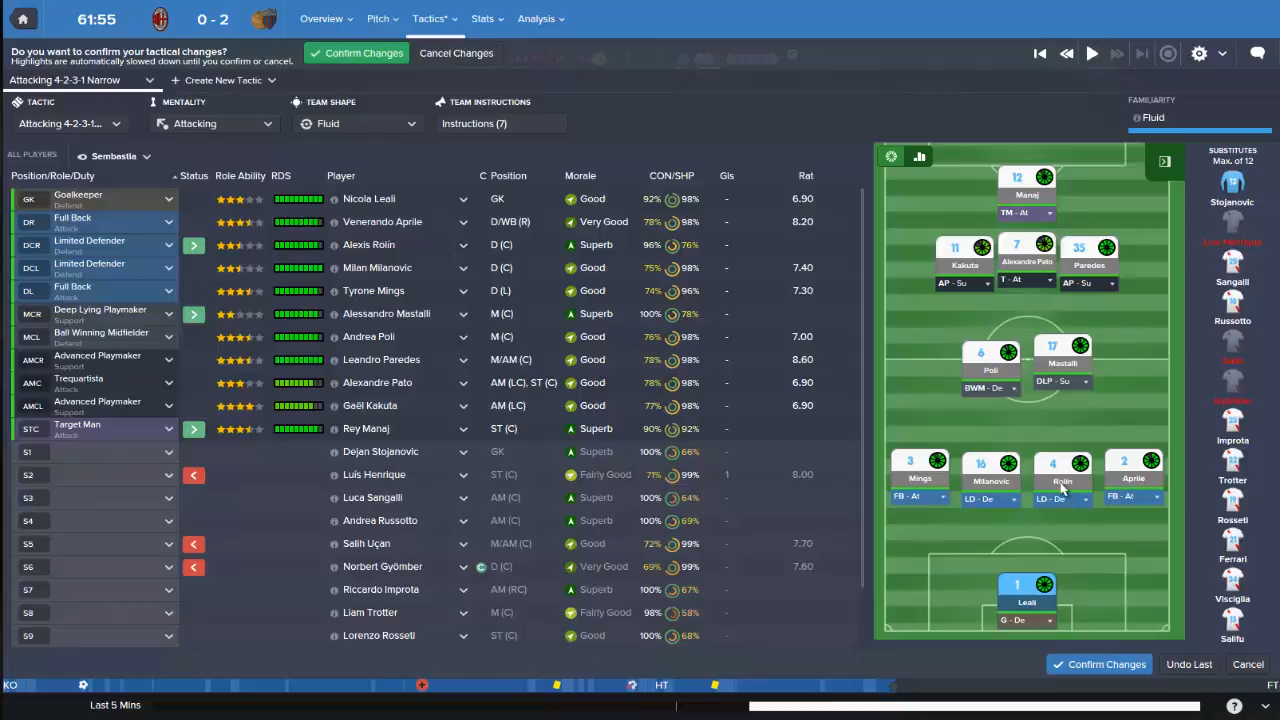 61:55 0 - 2 Overview Pitch Tactics* Stats Analysis
Do you want to confirm your tactical changes? Confirm Changes Cancel Changes
Highlights are automatically slowed down until you confirm or cancel.
Attacking 4-2-3-1 Narrow + Create New Tactic
TACTIC MENTALITY TEAM SHAPE TEAM INSTRUCTIONS FAMILIARITY
Attacking 4-2-3-1... Attacking Fluid Instructions (7) Fluid
ALL PLAYERS Sembastia
Position/Role/Duty Status Role Ability RDS Player C Position Morale CON/SHP Gls Rat
GK Goalkeeper Defend Nicola Leali GK Good 92% 98% - 6.90
DR Full Back Attack Venerando Aprile D/WB (R) Very Good 78% 98% - 8.20
DCR Limited Defender Defend Alexis Rolín D (C) Superb 96% 76% -
DCL Limited Defender Defend Milan Milanovic D (C) Good 75% 98% - 7.40
DL Full Back Attack Tyrone Mings D (L) Good 74% 96% - 7.30
MCR Deep Lying Playmaker Support Alessandro Mastalli M (C) Superb 100% 78% -
MCL Ball Winning Midfielder Defend Andrea Poli M (C) Good 76% 98% - 7.00
AMCR Advanced Playmaker Support Leandro Paredes M/AM (C) Good 78% 98% - 8.60
AMC Trequartista Attack Alexandre Pato AM (LC), ST (C) Good 78% 98% - 6.90
AMCL Advanced Playmaker Support Gaël Kakuta AM (LC) Good 77% 98% - 6.90
STC Target Man Attack Rey Manaj ST (C) Superb 90% 92% -
S1 Dejan Stojanovic GK Superb 100% 66% -
S2 Luís Henrique ST (C) Fairly Good 71% 99% 1 8.00
S3 Luca Sangalli AM (C) Superb 100% 64% -
S4 Andrea Russotto AM (C) Superb 100% 69% -
S5 Salih Uçan M/AM (C) Good 72% 99% - 7.70
S6 Norbert Gyömber C D (C) Very Good 69% 99% - 7.60
S7 Riccardo Improta AM (RC) Superb 100% 67% -
S8 Liam Trotter M (C) Fairly Good 98% 58% -
S9 Lorenzo Rosseti ST (C) Good 100% 68% -
12
Manaj
TM - At
11 7 35
Kakuta Alexandre Pato Paredes
AP - Su T - At AP - Su
6 17
Poli Mastalli
BWM - De DLP - Su
3 16 4 2
Mings Milanovic Rolín Aprile
FB - At LD - De LD - De FB - At
1
Leali
G - De
SUBSTITUTES
Max. of 12
Stojanovic
Sangalli
Russotto
Gyömber
Improta
Trotter
Rosseti
Ferrari
Visciglia
Salifu
Confirm Changes Undo Last Cancel
KO HT FT
Last 5 Mins ?